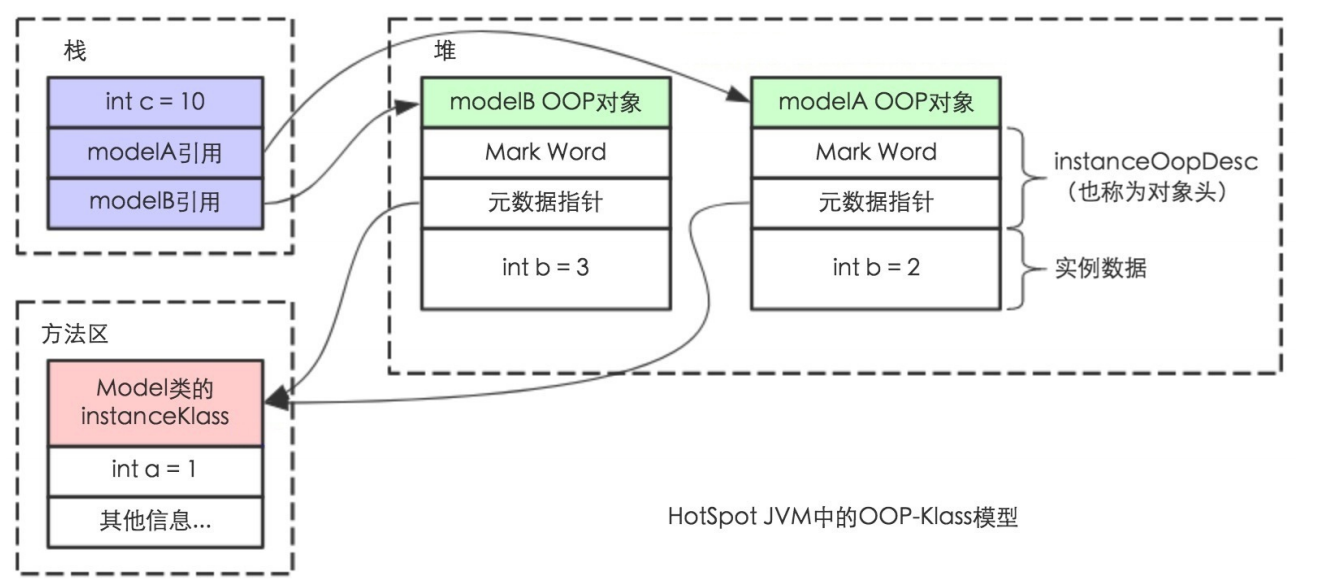 栈
int c = 10
modelA引用
modelB引用
堆
modelB OOP对象
Mark Word
元数据指针
int b = 3
modelA OOP对象
Mark Word
元数据指针
int b = 2
instanceOopDesc
（也称为对象头）
实例数据
方法区
Model类的
instanceKlass
int a = 1
其他信息...
HotSpot JVM中的OOP-Klass模型